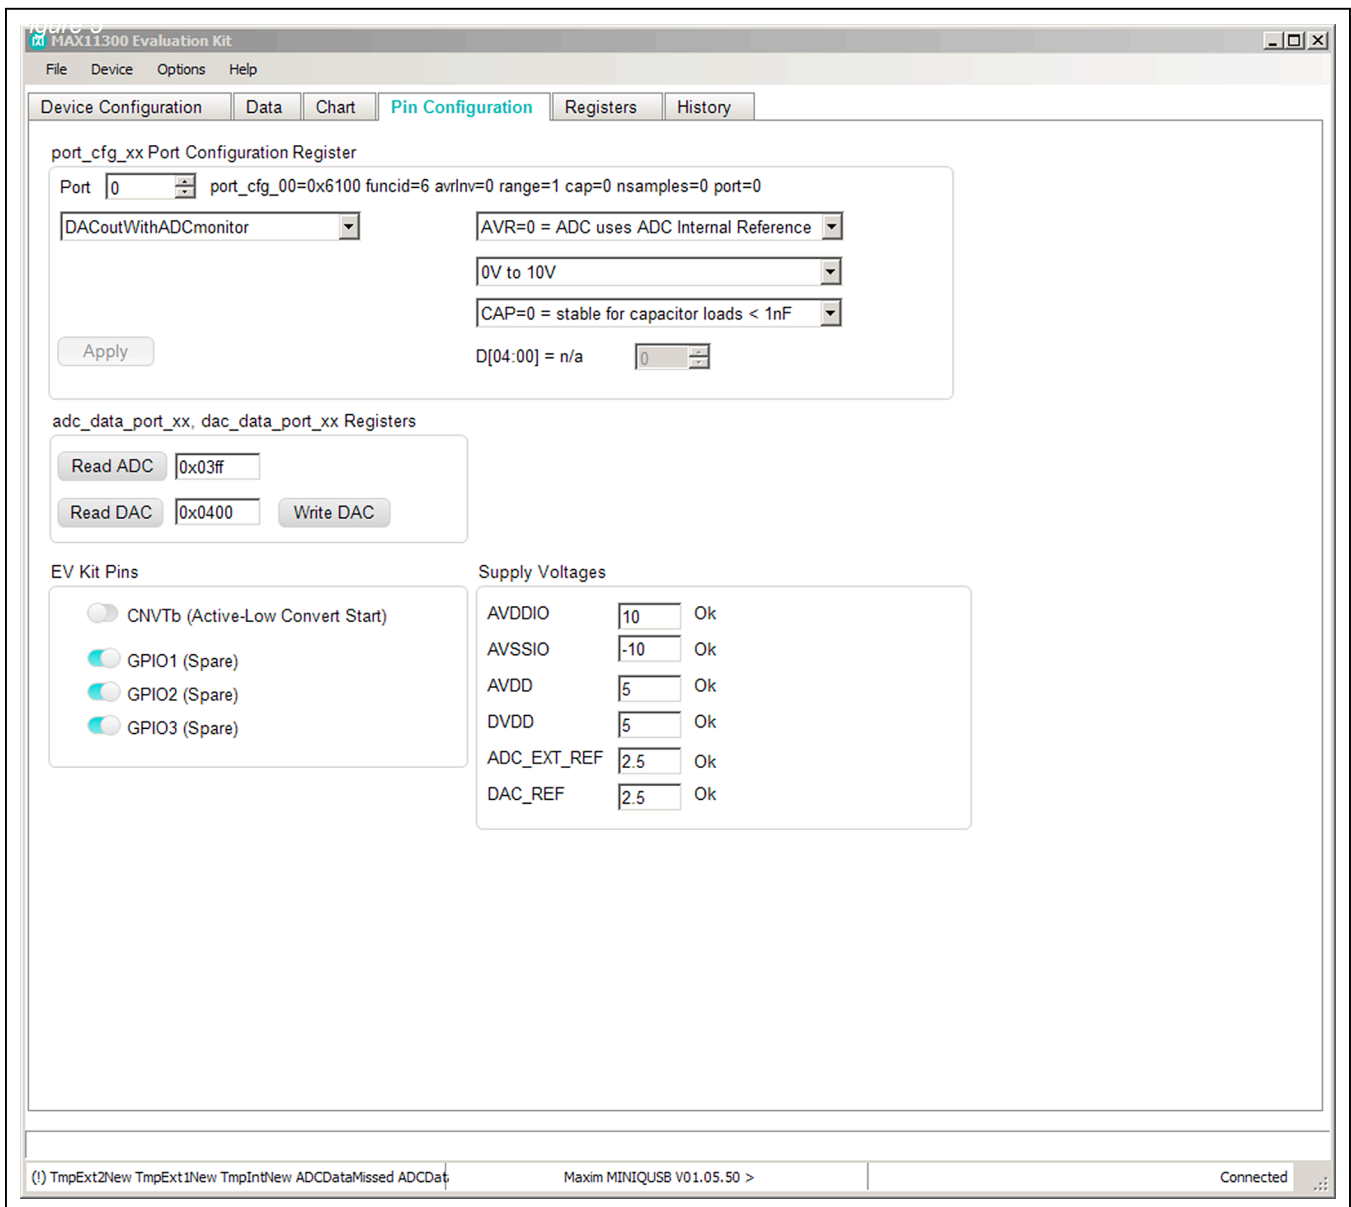 Figure 5
MAX11300 Evaluation Kit
File Device Options Help
Device Configuration Data Chart Pin Configuration Registers History
port_cfg_xx Port Configuration Register
Port 0 port_cfg_00=0x6100 funcid=6 avrInv=0 range=1 cap=0 nsamples=0 port=0
DACoutWithADCmonitor AVR=0 = ADC uses ADC Internal Reference
0V to 10V
CAP=0 = stable for capacitor loads < 1nF
Apply D[04:00] = n/a 0
adc_data_port_xx, dac_data_port_xx Registers
Read ADC 0x03ff
Read DAC 0x0400 Write DAC
EV Kit Pins
CNVTb (Active-Low Convert Start)
GPIO1 (Spare)
GPIO2 (Spare)
GPIO3 (Spare)
Supply Voltages
AVDDIO 10 Ok
AVSSIO -10 Ok
AVDD 5 Ok
DVDD 5 Ok
ADC_EXT_REF 2.5 Ok
DAC_REF 2.5 Ok
(!) TmpExt2New TmpExt1New TmpIntNew ADCDataMissed ADCDat Maxim MINIQUSB V01.05.50 > Connected